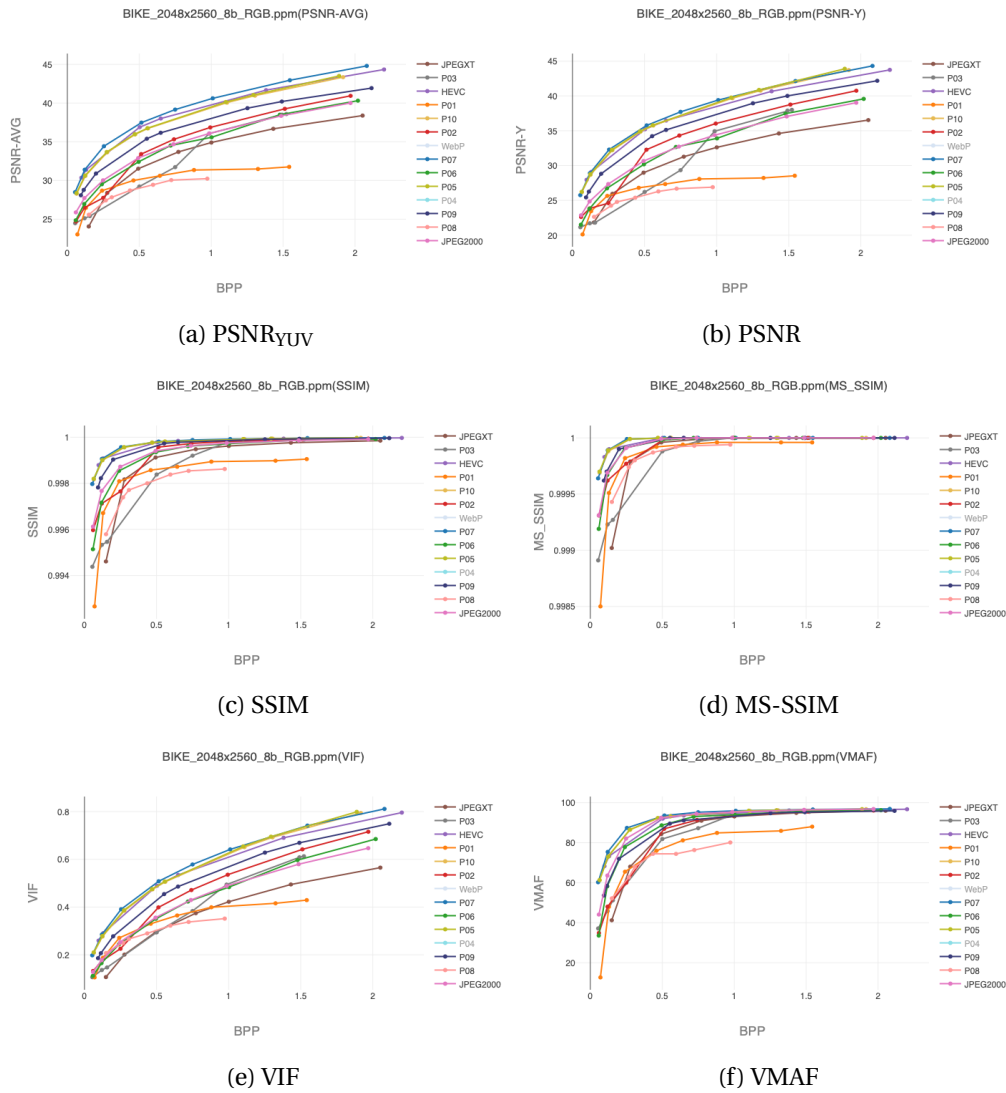 BIKE_2048x2560_8b_RGB.ppm(PSNR-AVG)
PSNR-AVG
45
40
35
30
25
0
0.5
1
1.5
2
BPP
JPEGXT
P03
HEVC
P01
P10
P02
WebP
P07
P06
P05
P04
P09
P08
JPEG2000
(a) PSNRYUV
BIKE_2048x2560_8b_RGB.ppm(PSNR-Y)
PSNR-Y
45
40
35
30
25
20
0
0.5
1
1.5
2
BPP
JPEGXT
P03
HEVC
P01
P10
P02
WebP
P07
P06
P05
P04
P09
P08
JPEG2000
(b) PSNR
BIKE_2048x2560_8b_RGB.ppm(SSIM)
SSIM
1
0.998
0.996
0.994
0
0.5
1
1.5
2
BPP
JPEGXT
P03
HEVC
P01
P10
P02
WebP
P07
P06
P05
P04
P09
P08
JPEG2000
(c) SSIM
BIKE_2048x2560_8b_RGB.ppm(MS_SSIM)
MS_SSIM
1
0.9995
0.999
0.9985
0
0.5
1
1.5
2
BPP
JPEGXT
P03
HEVC
P01
P10
P02
WebP
P07
P06
P05
P04
P09
P08
JPEG2000
(d) MS-SSIM
BIKE_2048x2560_8b_RGB.ppm(VIF)
VIF
0.8
0.6
0.4
0.2
0
0.5
1
1.5
2
BPP
JPEGXT
P03
HEVC
P01
P10
P02
WebP
P07
P06
P05
P04
P09
P08
JPEG2000
(e) VIF
BIKE_2048x2560_8b_RGB.ppm(VMAF)
VMAF
100
80
60
40
20
0
0.5
1
1.5
2
BPP
JPEGXT
P03
HEVC
P01
P10
P02
WebP
P07
P06
P05
P04
P09
P08
JPEG2000
(f) VMAF